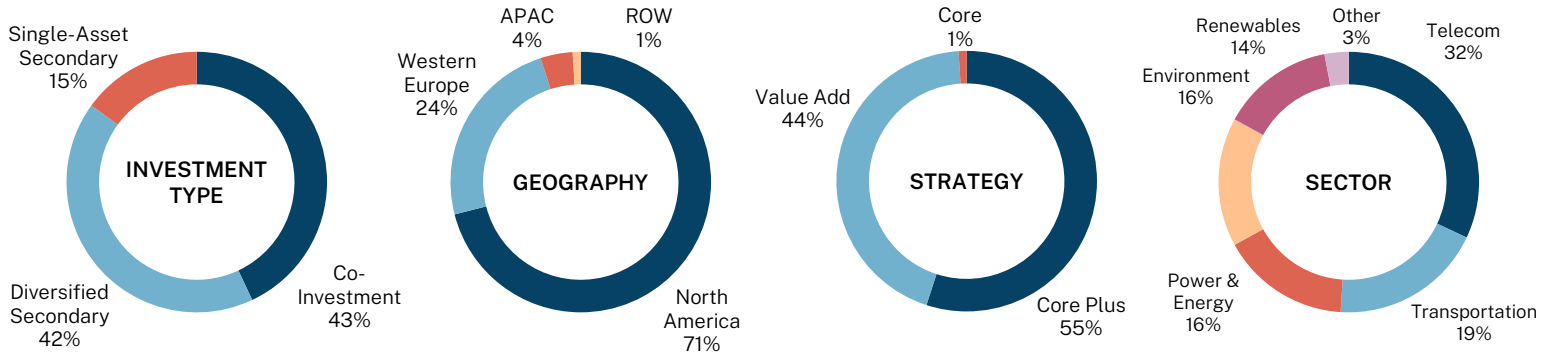 Single-Asset
Secondary
15%
INVESTMENT
TYPE
Diversified
Secondary
42%
Co-
Investment
43%
APAC
4%
ROW
1%
Western
Europe
24%
GEOGRAPHY
North
America
71%
Core
1%
Value Add
44%
STRATEGY
Core Plus
55%
Renewables
14%
Other
3%
Telecom
32%
Environment
16%
SECTOR
Power &
Energy
16%
Transportation
19%